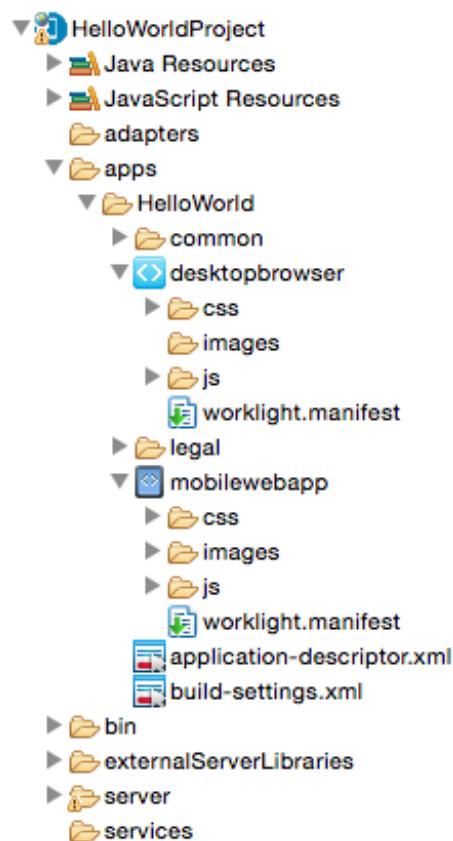 HelloWorldProject
Java Resources
JavaScript Resources
adapters
apps
HelloWorld
common
desktopbrowser
css
images
js
worklight.manifest
legal
mobilewebapp
css
images
js
worklight.manifest
application-descriptor.xml
build-settings.xml
bin
externalServerLibraries
server
services